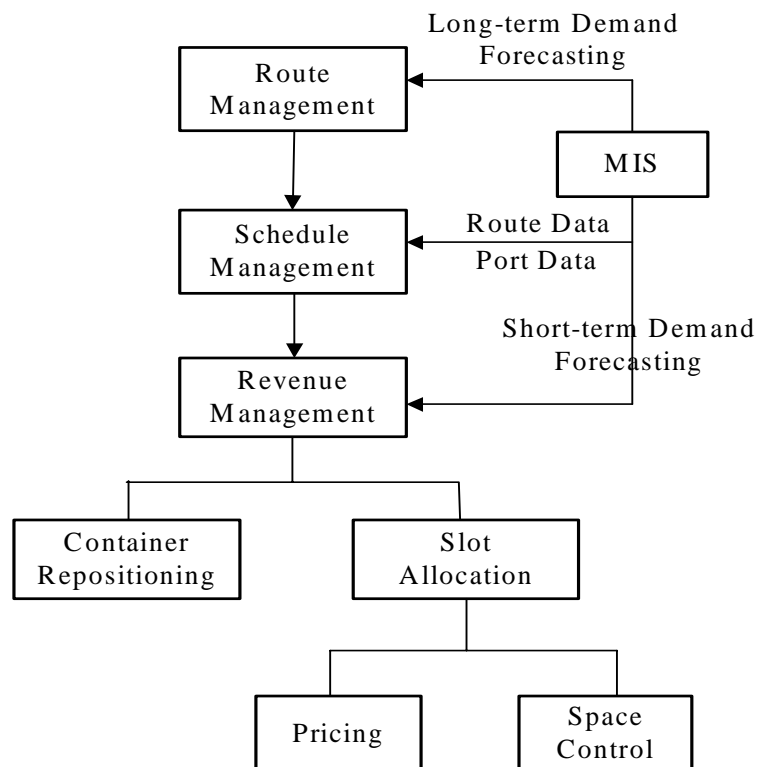 Long-term Demand
Forecasting
Route
Management
MIS
Schedule
Management
Route Data
Port Data
Short-term Demand
Forecasting
Revenue
Management
Container
Repositioning
Slot
Allocation
Pricing
Space
Control